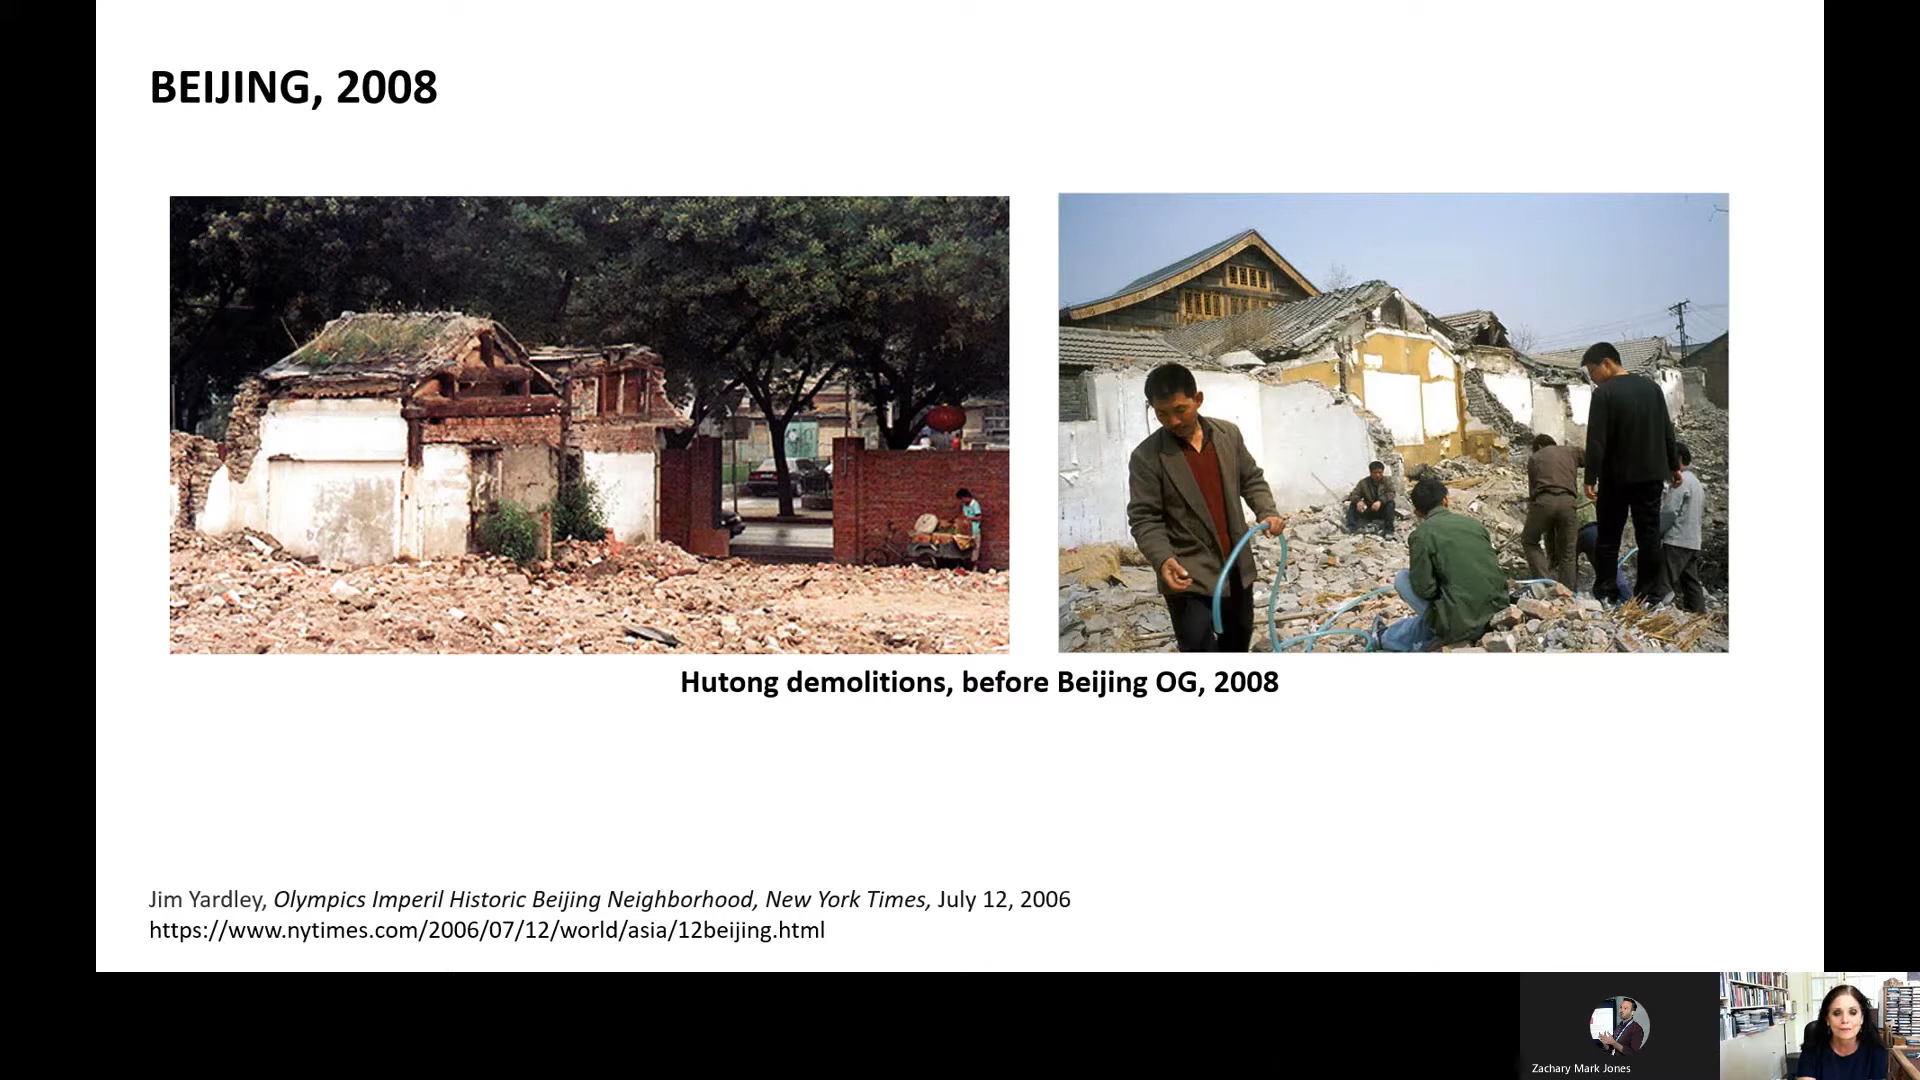 BEIJING, 2008
Hutong demolitions, before Beijing OG, 2008
Jim Yardley, Olympics Imperil Historic Beijing Neighborhood, New York Times, July 12, 2006
https://www.nytimes.com/2006/07/12/world/asia/12beijing.html
Zachary Mark Jones